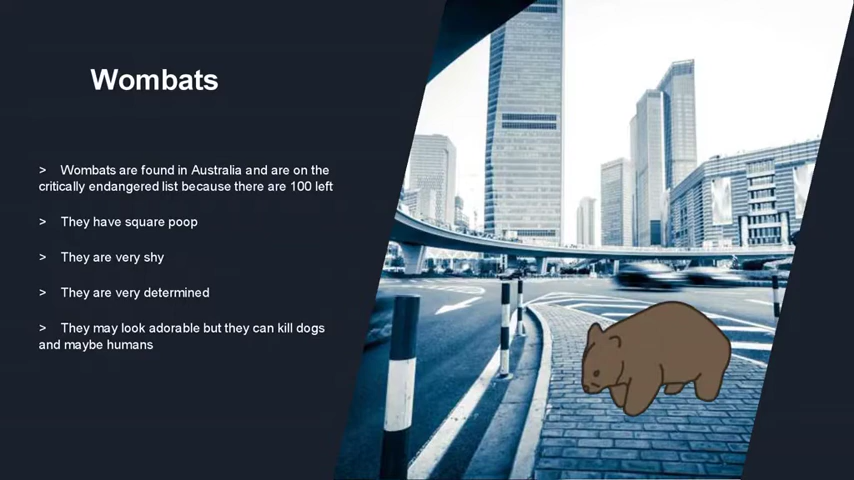 Wombats
> Wombats are found in Australia and are on the
critically endangered list because there are 100 left
> They have square poop
> They are very shy
> They are very determined
> They may look adorable but they can kill dogs
and maybe humans